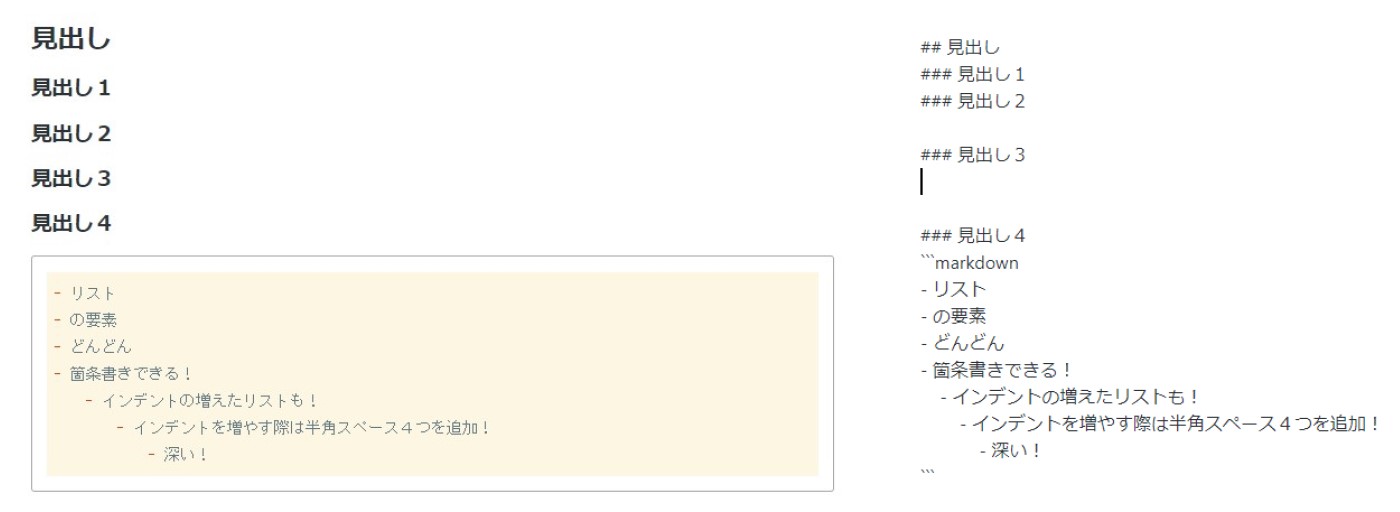 見出し
見出し１
見出し２
見出し３
見出し４
- リスト
- の要素
- どんどん
- 箇条書きできる！
    - インデントの増えたリストも！
        - インデントを増やす際は半角スペース４つを追加！
            - 深い！
## 見出し
### 見出し１
### 見出し２
### 見出し３
### 見出し４
```markdown
- リスト
- の要素
- どんどん
- 箇条書きできる！
    - インデントの増えたリストも！
        - インデントを増やす際は半角スペース４つを追加！
            - 深い！
```